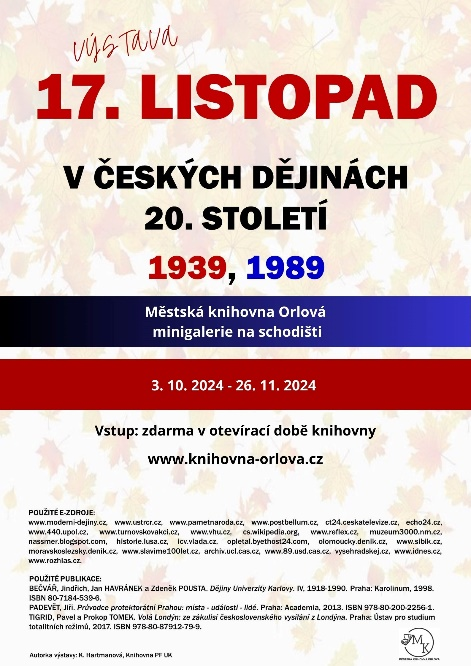 VÝSTAVA
17. LISTOPAD
V ČESKÝCH DĚJINÁCH
20. STOLETÍ
1939, 1989
Městská knihovna Orlová
minigalerie na schodišti
3. 10. 2024 - 26. 11. 2024
Vstup: zdarma v otevírací době knihovny
www.knihovna-orlova.cz
POUŽITÉ E-ZDROJE:
www.moderni-dejiny.cz, www.ustrcr.cz, www.pametnaroda.cz, www.postbellum.cz, ct24.ceskatelevize.cz, echo24.cz,
www.440.upol.cz, www.turnovskovakci.cz, www.vhu.cz, cs.wikipedia.org, www.reflex.cz, muzeum3000.nm.cz,
nassmer.blogspot.com, historie.lusa.cz, icv.vlada.cz, opletal.byethost24.com, olomoucky.denik.cz, www.sibik.cz,
moravskoslezsky.denik.cz, www.slavime100let.cz, archiv.ucl.cas.cz, www.89.usd.cas.cz, vysehradskej.cz, www.idnes.cz,
www.rozhlas.cz.
POUŽITÉ PUBLIKACE:
BEČVÁŘ, Jindřich, Jan HAVRÁNEK a Zdeněk POUSTA. Dějiny Univerzity Karlovy. IV, 1918-1990. Praha: Karolinum, 1998.
ISBN 80-7184-539-6.
PADEVĚT, Jiří. Průvodce protektorátní Prahou: místa - události - lidé. Praha: Academia, 2013. ISBN 978-80-200-2256-1.
TIGRID, Pavel a Prokop TOMEK. Volá Londýn: ze zákulisí československého vysílání z Londýna. Praha: Ústav pro studium
totalitních režimů, 2017. ISBN 978-80-87912-79-9.
Autorka výstavy: K. Hartmanová, Knihovna PF UK
MK